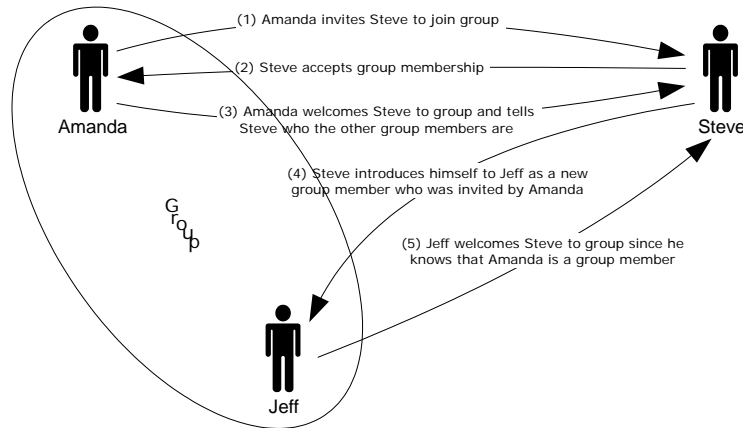 (1) Amanda invites Steve to join group
(2) Steve accepts group membership
(3) Amanda welcomes Steve to group and tells
Steve who the other group members are
Amanda
Steve
(4) Steve introduces himself to Jeff as a new
group member who was invited by Amanda
Group
(5) Jeff welcomes Steve to group since he
knows that Amanda is a group member
Jeff